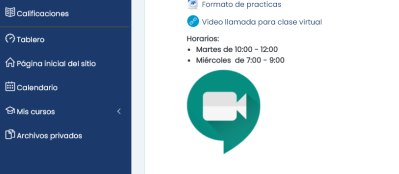 Calificaciones
Tablero
Página inicial del sitio
Calendario
Mis cursos
Archivos privados
Formato de practicas
Video llamada para clase virtual
Horarios:
Martes de 10:00 - 12:00
Miércoles de 7:00 - 9:00